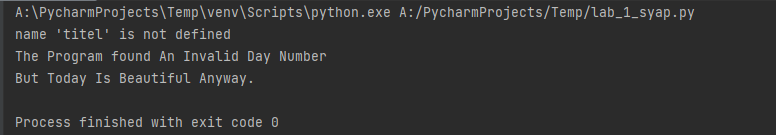 A:\PycharmProjects\Temp\venv\Scripts\python.exe A:/PycharmProjects/Temp/lab_1_syap.py
name 'titel' is not defined
The Program found An Invalid Day Number
But Today Is Beautiful Anyway.
Process finished with exit code 0